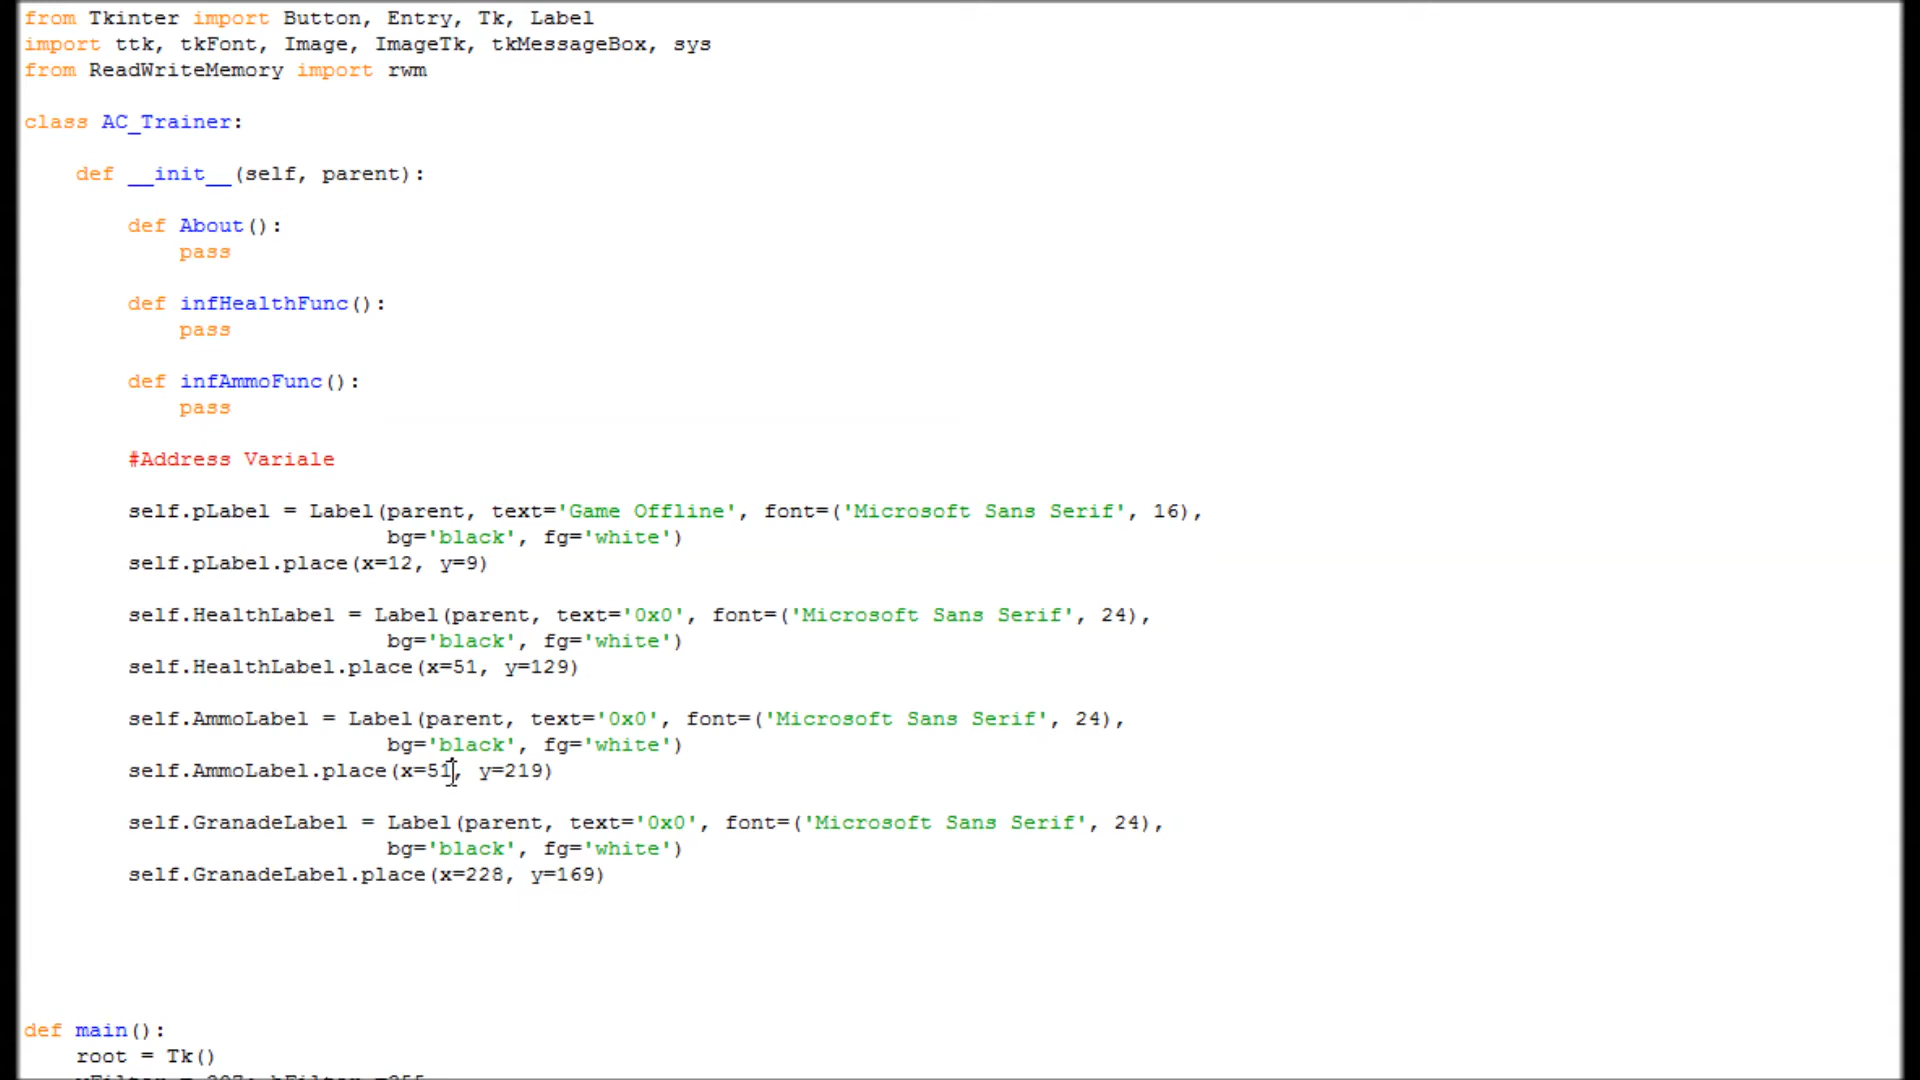 from Tkinter import Button, Entry, Tk, Label
import ttk, tkFont, Image, ImageTk, tkMessageBox, sys
from ReadWriteMemory import rwm
class AC_Trainer:
def __init__(self, parent):
def About():
pass
def infHealthFunc():
pass
def infAmmoFunc():
pass
#Address Variale
self.pLabel = Label(parent, text='Game Offline', font=('Microsoft Sans Serif', 16),
bg='black', fg='white')
self.pLabel.place(x=12, y=9)
self.HealthLabel = Label(parent, text='0x0', font=('Microsoft Sans Serif', 24),
bg='black', fg='white')
self.HealthLabel.place(x=51, y=129)
self.AmmoLabel = Label(parent, text='0x0', font=('Microsoft Sans Serif', 24),
bg='black', fg='white')
self.AmmoLabel.place(x=51, y=219)
self.GranadeLabel = Label(parent, text='0x0', font=('Microsoft Sans Serif', 24),
bg='black', fg='white')
self.GranadeLabel.place(x=228, y=169)
def main():
root = Tk()